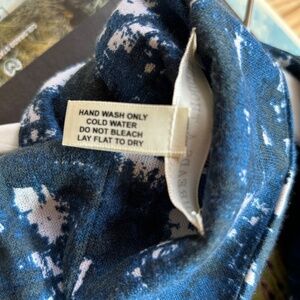 HAND WASH ONLY
COLD WATER
DO NOT BLEACH
LAY FLAT TO DRY